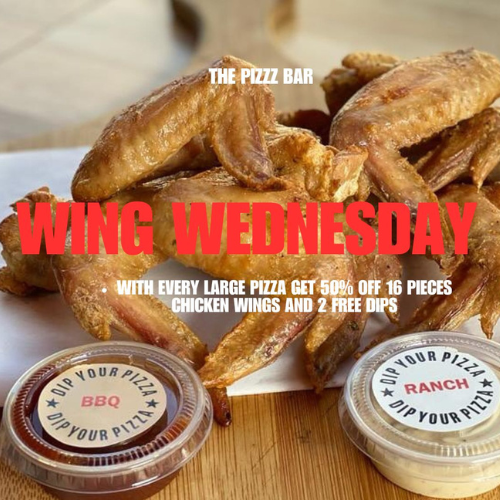 THE PIZZZ BAR
WING WEDNESDAY
• WITH EVERY LARGE PIZZA GET 50% OFF 16 PIECES
CHICKEN WINGS AND 2 FREE DIPS
DIP YOUR PIZZA
BBQ
DIP YOUR PIZZA
DIP YOUR PIZZA
RANCH
DIP YOUR PIZZA